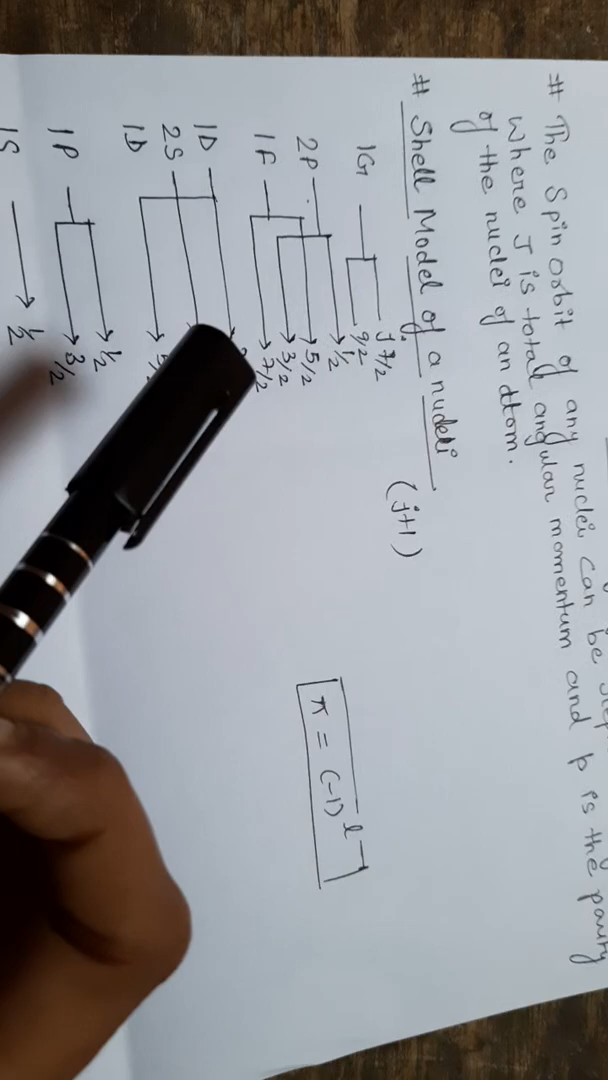 # The Spin orbit of any nuclei can be
where J is total angular momentum and p is the parity
of the nuclei of an atom.
# Shell Model of a nuclei
(j+1)
1G
7/2
9/2
2P
1/2
5/2
3/2
1F
7/2
π = (-1)^l
1D
2S
1D
1P
1/2
3/2
1S
1/2